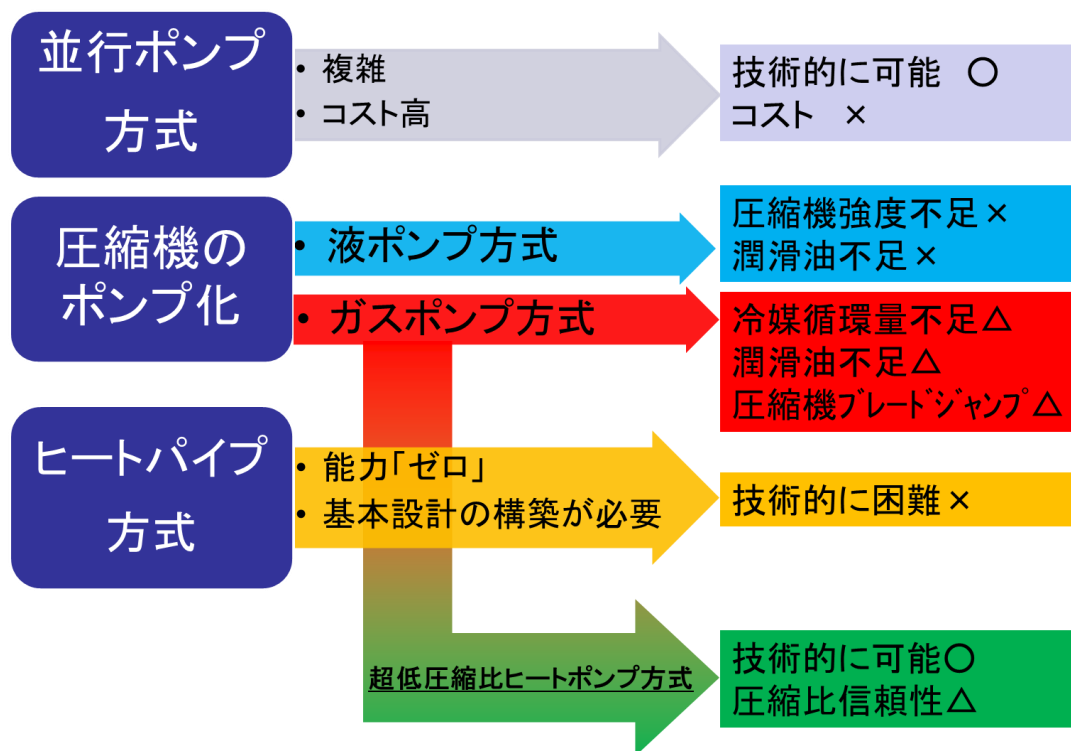 並行ポンプ
方式
• 複雑
• コスト高
技術的に可能　〇
コスト　×
圧縮機の
ポンプ化
• 液ポンプ方式
圧縮機強度不足×
潤滑油不足×
• ガスポンプ方式
冷媒循環量不足△
潤滑油不足△
圧縮機ﾌﾞﾚｰﾄﾞｼﾞｬﾝﾌﾟ△
ヒートパイプ
方式
• 能力「ゼロ」
• 基本設計の構築が必要
技術的に困難×
超低圧縮比ヒートポンプ方式
技術的に可能〇
圧縮比信頼性△